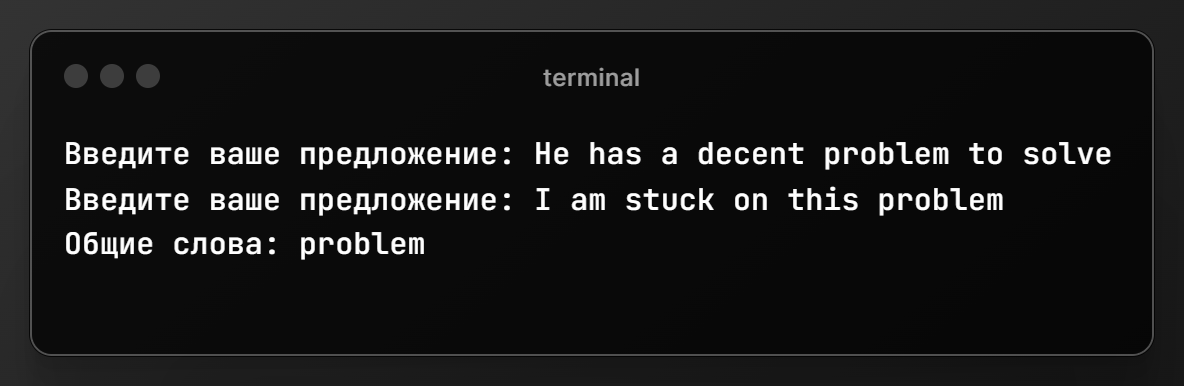 terminal
Введите ваше предложение: He has a decent problem to solve
Введите ваше предложение: I am stuck on this problem
Общие слова: problem